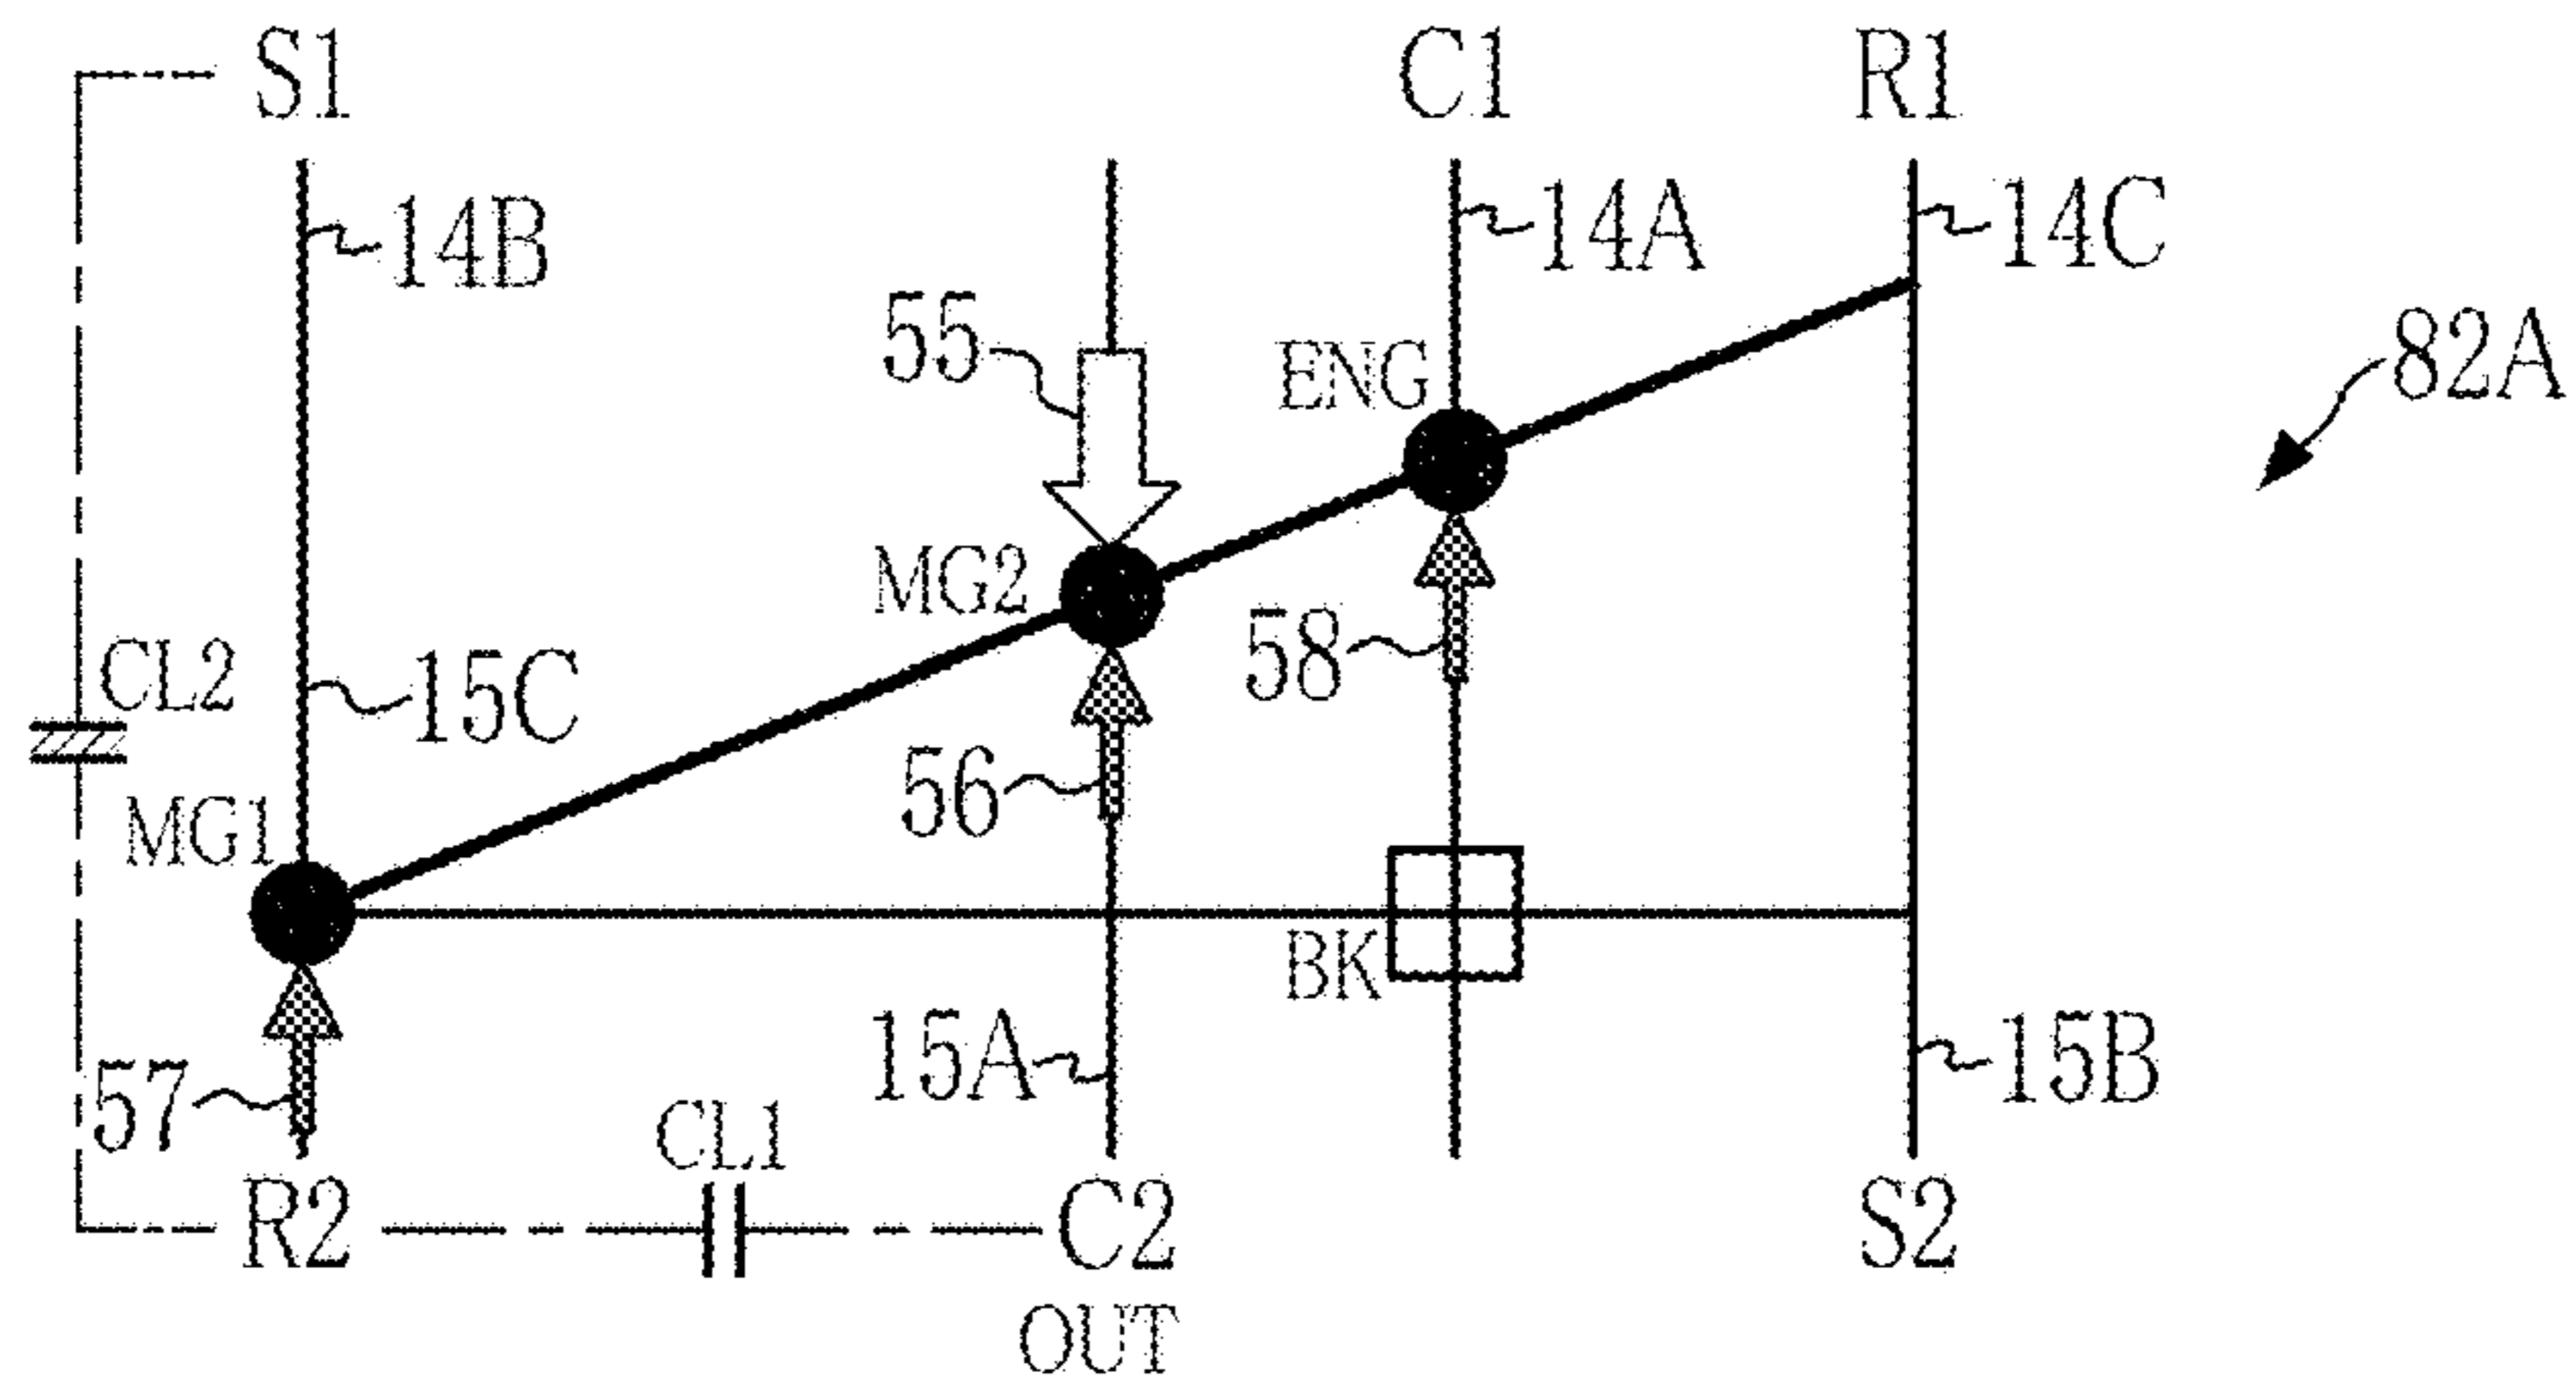 S1 C1 R1
14B 14A 14C
55 ENG 82A
MG2
CL2 15C 58
MG1 56
BK
57 15A 15B
CL1
R2 C2 S2
OUT